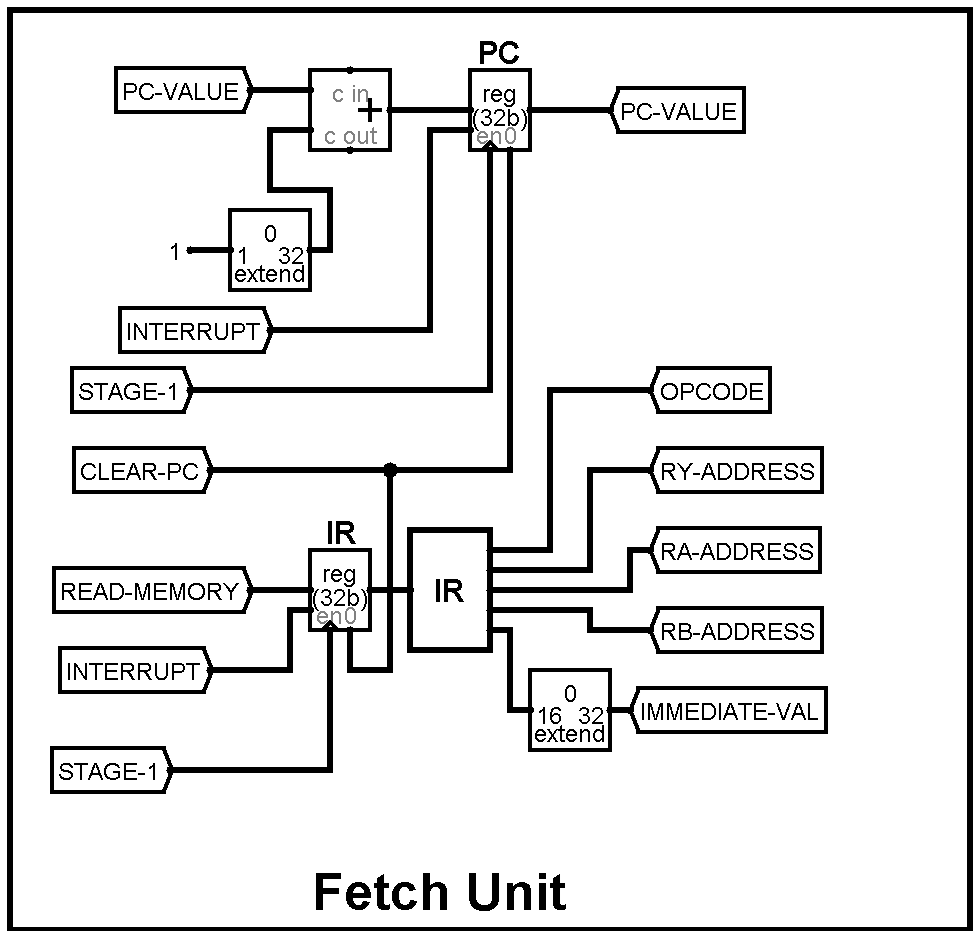 PC
PC-VALUE
c in
+
c out
reg
(32b)
en0
PC-VALUE
1
0
1 32
extend
INTERRUPT
STAGE-1
OPCODE
CLEAR-PC
RY-ADDRESS
IR
RA-ADDRESS
READ-MEMORY
reg
(32b)
en0
IR
RB-ADDRESS
INTERRUPT
0
16 32
extend
IMMEDIATE-VAL
STAGE-1
Fetch Unit